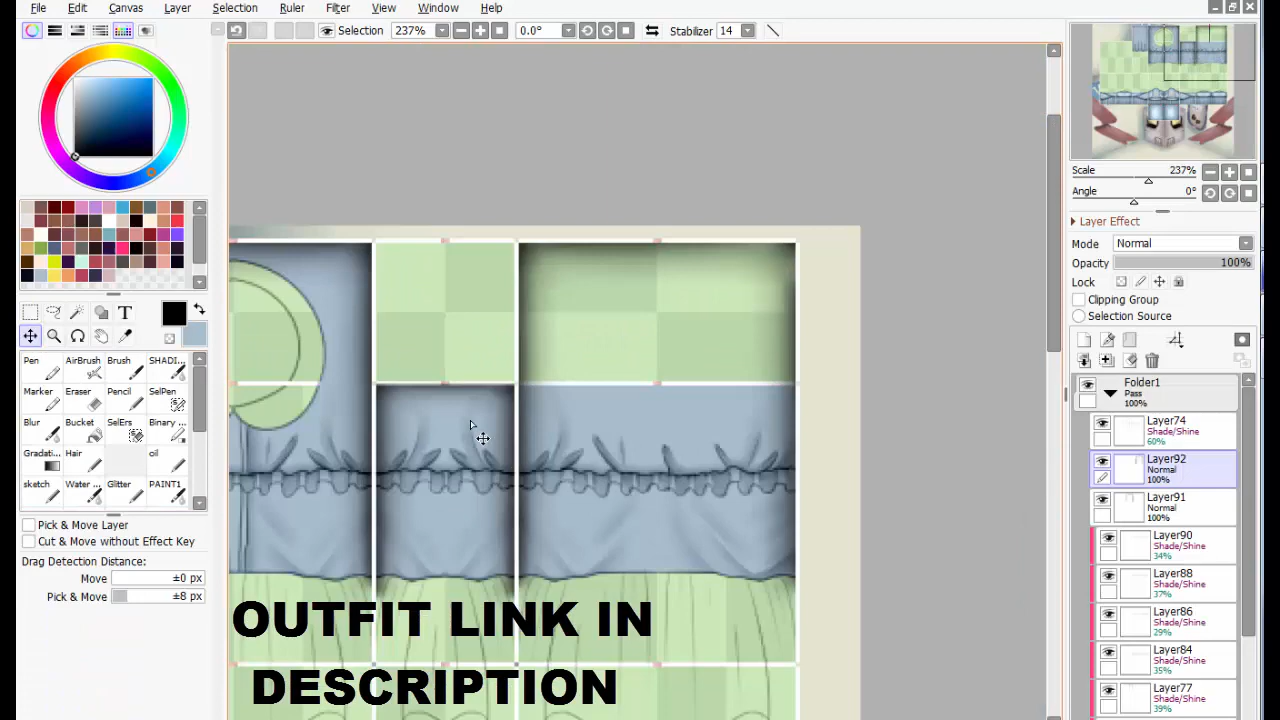 File Edit Canvas Layer Selection Ruler Filter View Window Help
Selection 237% 0.0° Stabilizer 14
Scale 237%
Angle 0°
Layer Effect
Mode Normal
Opacity 100%
Lock
Clipping Group
Selection Source
T
Pen AirBrush Brush SHADI...
Marker Eraser Pencil SelPen
Blur Bucket SelErs Binary ...
Gradati... Hair oil
sketch Water ... Glitter PAINT1
Pick & Move Layer
Cut & Move without Effect Key
Drag Detection Distance:
Move ±0 px
Pick & Move ±8 px
Folder1
Pass
100%
Layer74
Shade/Shine
60%
Layer92
Normal
100%
Layer91
Normal
100%
Layer90
Shade/Shine
34%
Layer88
Shade/Shine
37%
Layer86
Shade/Shine
29%
Layer84
Shade/Shine
35%
Layer77
Shade/Shine
39%
OUTFIT LINK IN
DESCRIPTION